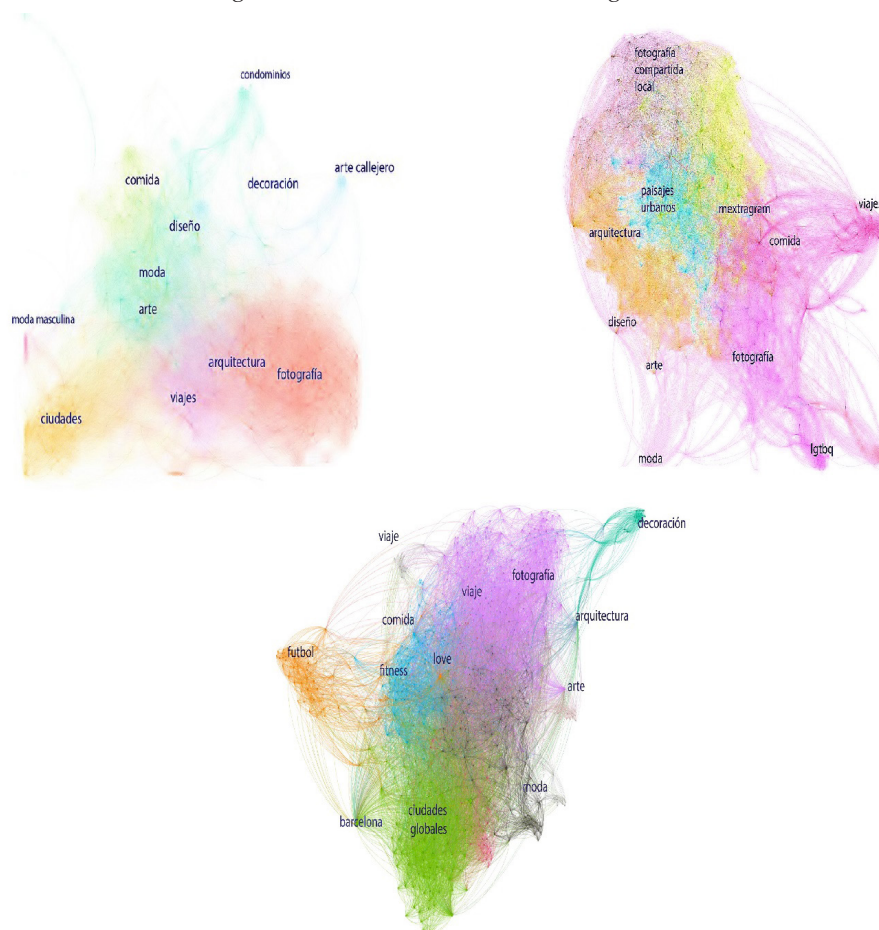 condominios
arte callejero
comida
decoración
diseño
moda
arte
moda masculina
arquitectura
fotografía
viajes
ciudades
fotografía
compartida
local
paisajes
urbanos
mextragram
viaje
comida
arquitectura
diseño
arte
fotografía
moda
lgtbq
decoración
viaje
fotografía
viaje
comida
arquitectura
futbol
love
fitness
arte
moda
barcelona
ciudades
globales